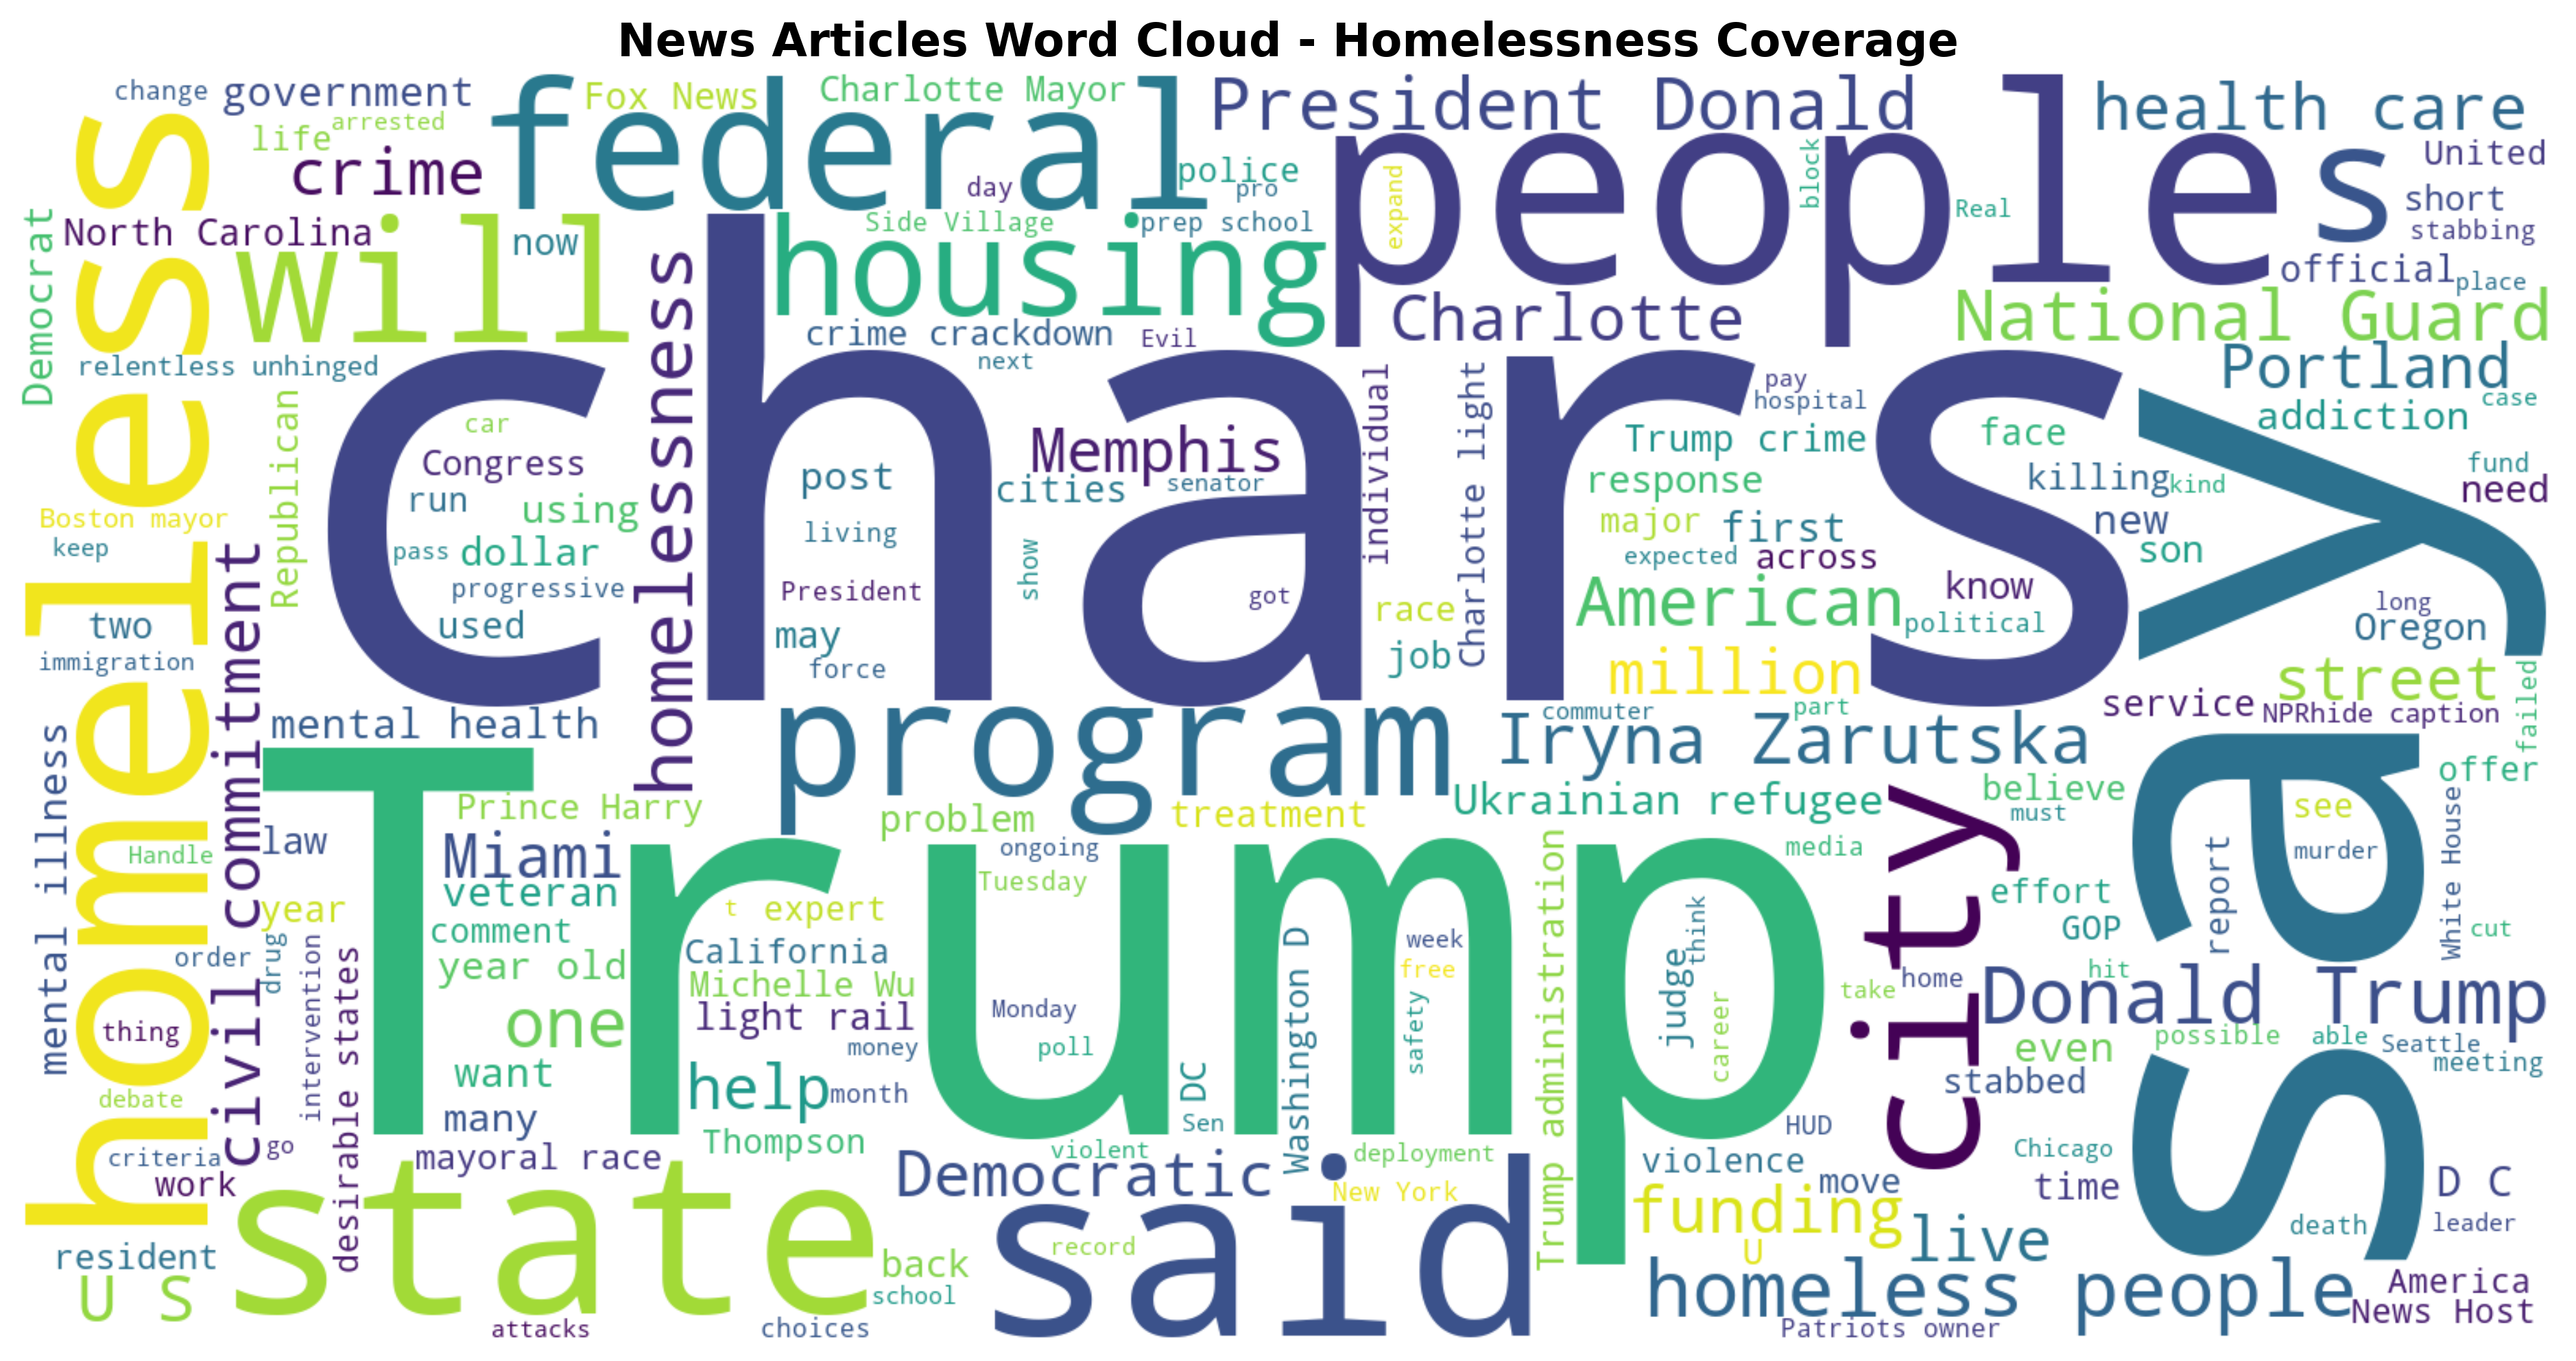 News Articles Word Cloud - Homelessness Coverage
change
government
federal
Fox News
Charlotte Mayor
President Donald
people
health care
life
arrested
crime
day
police
pro
expand
block
Real
s
United
short
stabbing
North Carolina
Democrat
will
now
Side Village
prep school
housing
official
place
Charlotte
National Guard
homeless
relentless
unhinged
homelessness
crime crackdown
Evil
next
chars
Portland
addiction
case
Republican
car
Congress
run
using
pass
dollar
progressive
used
post
living
President
may
force
Memphis
cities
senator
show
got
individual
Charlotte light
pay
hospital
Trump crime
response
major
first
expected
across
American
race
job
million
face
killing
kind
new
son
know
political
fund
need
long
Oregon
say
Boston mayor
keep
two
immigration
civil commitment
mental health
program
commuter
part
Iryna Zarutska
street
service
NPRhide caption
failed
mental illness
Trump
Prince Harry
problem
treatment
Ukrainian refugee
believe
must
offer
see
murder
White House
report
Handle
law
Miami
veteran
year
comment
year old
t
expert
California
Michelle Wu
light rail
ongoing
Tuesday
Monday
poll
money
week
free
safety
Washington D
Trump administration
media
think
judge
career
city
effort
GOP
cut
take
home
hit
Donald Trump
order
drug
intervention
desirable states
thing
one
want
help
month
many
Thompson
DC
Sen
violent
deployment
HUD
even
possible
able
Seattle
meeting
stabbed
Chicago
time
debate
criteria
go
work
mayoral race
Democratic
New York
violence
move
D C
leader
death
resident
U S
state
back
school
attacks
choices
said
record
funding
U
live
homeless people
Patriots owner
America
News Host